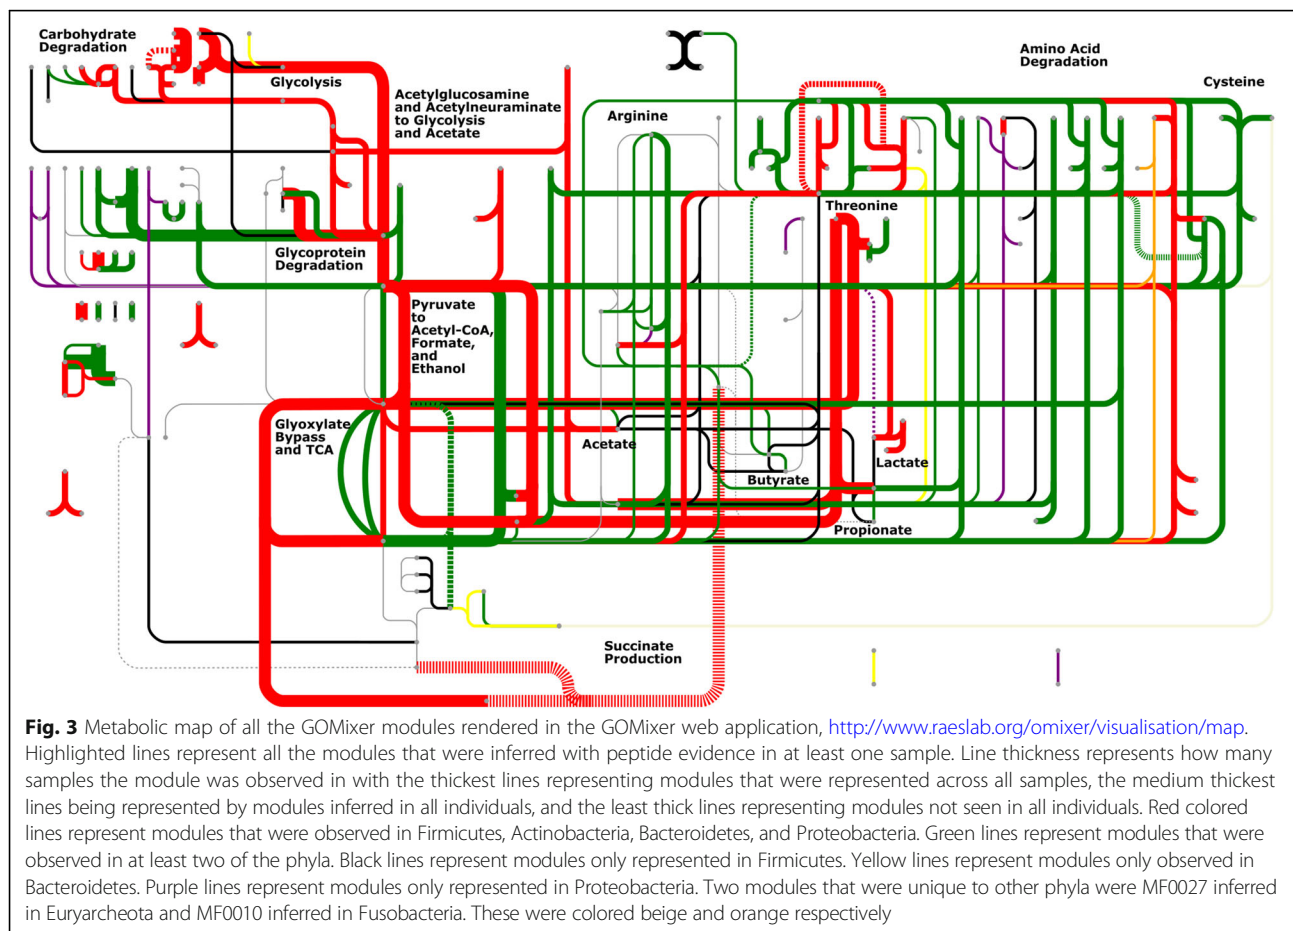 Carbohydrate
Degradation
Glycolysis
Acetylglucosamine
and Acetylneuraminate
to Glycolysis
and Acetate
Arginine
Amino Acid
Degradation
Cysteine
Threonine
Glycoprotein
Degradation
Pyruvate
to
Acetyl-CoA,
Formate,
and
Ethanol
Glyoxylate
Bypass
and TCA
Acetate
Butyrate
Lactate
Propionate
Succinate
Production
Fig. 3 Metabolic map of all the GOMixer modules rendered in the GOMixer web application, http://www.raeslab.org/omixer/visualisation/map.
Highlighted lines represent all the modules that were inferred with peptide evidence in at least one sample. Line thickness represents how many
samples the module was observed in with the thickest lines representing modules that were represented across all samples, the medium thickest
lines being represented by modules inferred in all individuals, and the least thick lines representing modules not seen in all individuals. Red colored
lines represent modules that were observed in Firmicutes, Actinobacteria, Bacteroidetes, and Proteobacteria. Green lines represent modules that were
observed in at least two of the phyla. Black lines represent modules only represented in Firmicutes. Yellow lines represent modules only observed in
Bacteroidetes. Purple lines represent modules only represented in Proteobacteria. Two modules that were unique to other phyla were MF0027 inferred
in Euryarcheota and MF0010 inferred in Fusobacteria. These were colored beige and orange respectively